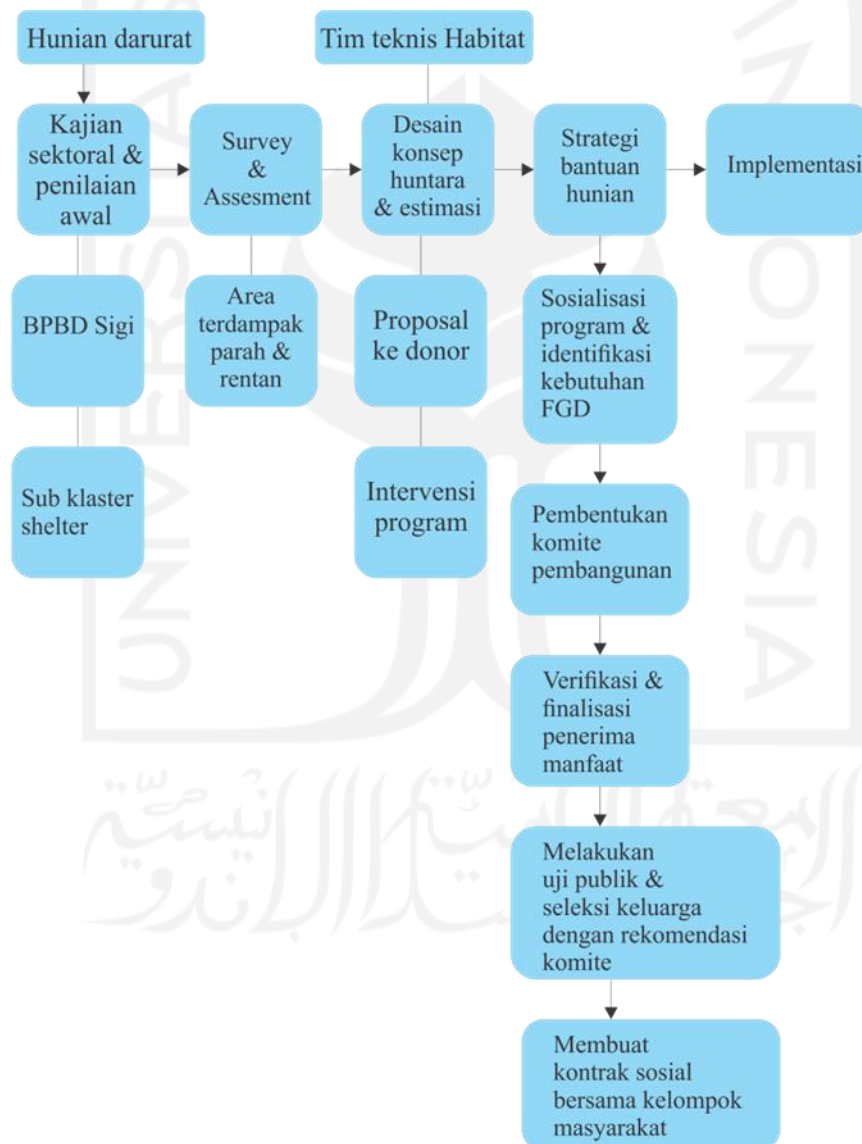 Hunian darurat
Tim teknis Habitat
Kajian
sektoral &
penilaian
awal
Survey
&
Assesment
Desain
konsep
huntara
& estimasi
Strategi
bantuan
hunian
Implementasi
BPBD Sigi
Area
terdampak
parah &
rentan
Proposal
ke donor
Sosialisasi
program &
identifikasi
kebutuhan
FGD
Sub klaster
shelter
Intervensi
program
Pembentukan
komite
pembangunan
Verifikasi &
finalisasi
penerima
manfaat
Melakukan
uji publik &
seleksi keluarga
dengan rekomendasi
komite
Membuat
kontrak sosial
bersama kelompok
masyarakat